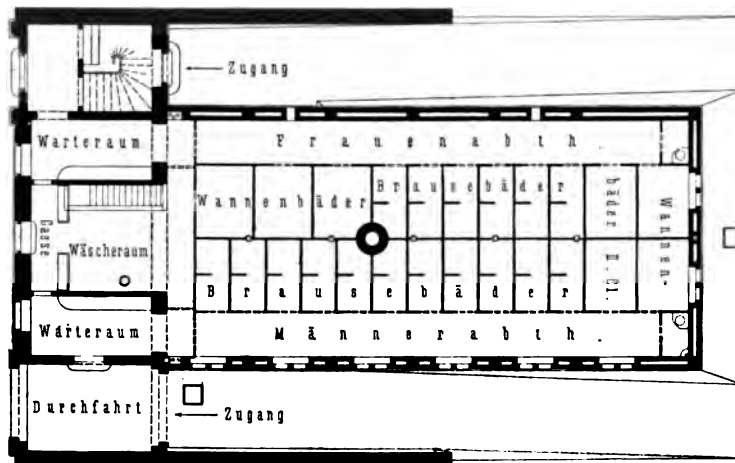 Zugang
Warteraum
Frauenabth.
Wannenbäder
Brausebäder
Casse
Wäscheraum
Brausebäder
Wannen-
bäder I. Cl.
Warteraum
Männerabth.
Durchfahrt
Zugang